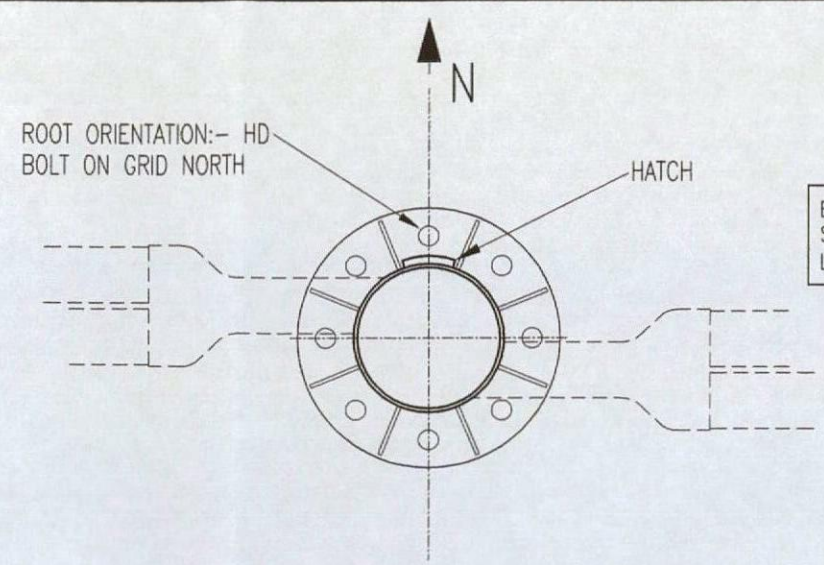 N
ROOT ORIENTATION:- HD
BOLT ON GRID NORTH
HATCH